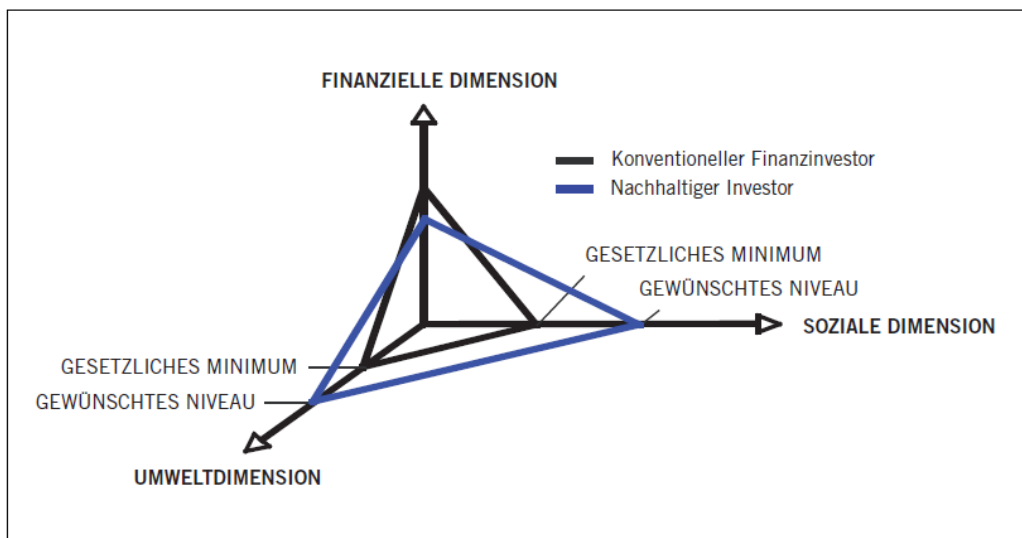 FINANZIELLE DIMENSION
Konventioneller Finanzinvestor
Nachhaltiger Investor
GESETZLICHES MINIMUM
GEWÜNSCHTES NIVEAU
SOZIALE DIMENSION
GESETZLICHES MINIMUM
GEWÜNSCHTES NIVEAU
UMWELTDIMENSION